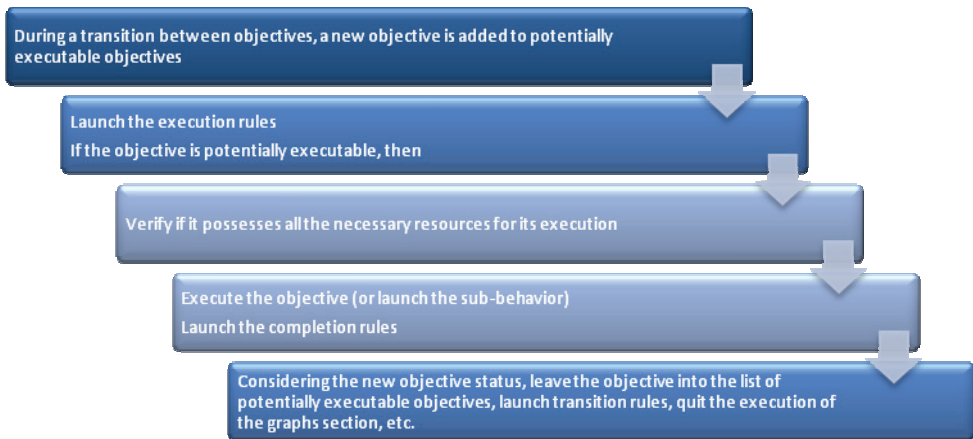 During a transition between objectives, a new objective is added to potentially
executable objectives
Launch the execution rules
If the objective is potentially executable, then
Verify if it possesses all the necessary resources for its execution
Execute the objective (or launch the sub-behavior)
Launch the completion rules
Considering the new objective status, leave the objective into the list of
potentially executable objectives, launch transition rules, quit the execution of
the graphs section, etc.